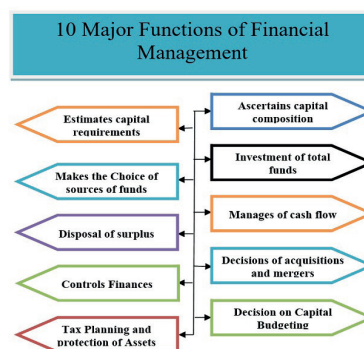 10 Major Functions of Financial
Management
Estimates capital
requirements
Ascertains capital
composition
Makes the Choice of
sources of funds
Investment of total
funds
Disposal of surplus
Manages of cash flow
Controls Finances
Decisions of acquisitions
and mergers
Tax Planning and
protection of Assets
Decision on Capital
Budgeting